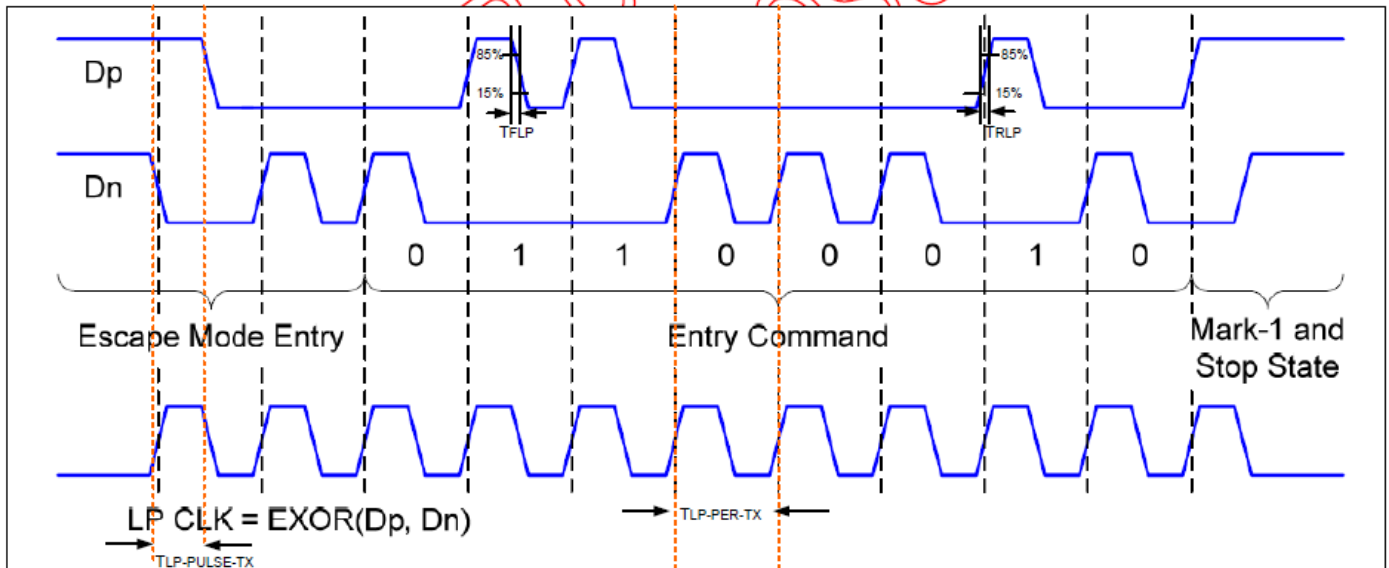 Dp
85%
15%
TFLP
85%
15%
TRLP
Dn
0 1 1 0 0 0 1 0
Escape Mode Entry
Entry Command
Mark-1 and
Stop State
LP CLK = EXOR(Dp, Dn)
TLP-PER-TX
TLP-PULSE-TX